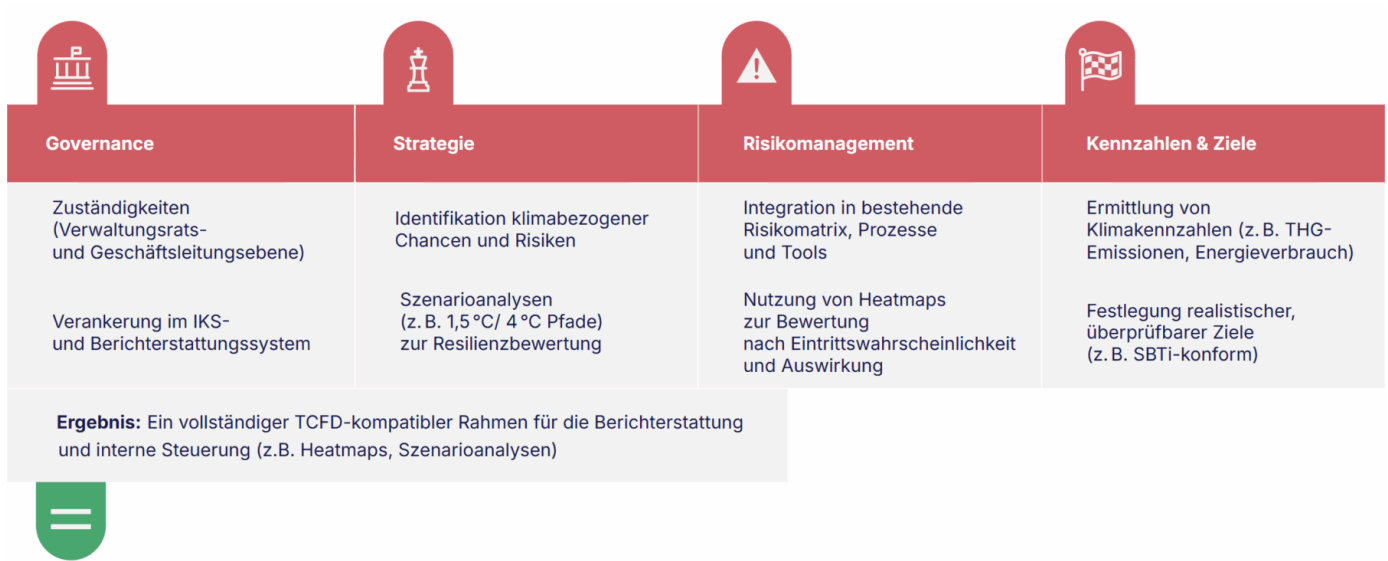 Governance
Zuständigkeiten
(Verwaltungsrats-
und Geschäftsleitungsebene)
Verankerung im IKS-
und Berichterstattungssystem
Strategie
Identifikation klimabezogener
Chancen und Risiken
Szenarioanalysen
(z. B. 1,5 °C/ 4 °C Pfade)
zur Resilienzbewertung
Risikomanagement
Integration in bestehende
Risikomatrix, Prozesse
und Tools
Nutzung von Heatmaps
zur Bewertung
nach Eintrittswahrscheinlichkeit
und Auswirkung
Kennzahlen & Ziele
Ermittlung von
Klimakennzahlen (z. B. THG-
Emissionen, Energieverbrauch)
Festlegung realistischer,
überprüfbarer Ziele
(z. B. SBTi-konform)
Ergebnis: Ein vollständiger TCFD-kompatibler Rahmen für die Berichterstattung
und interne Steuerung (z.B. Heatmaps, Szenarioanalysen)